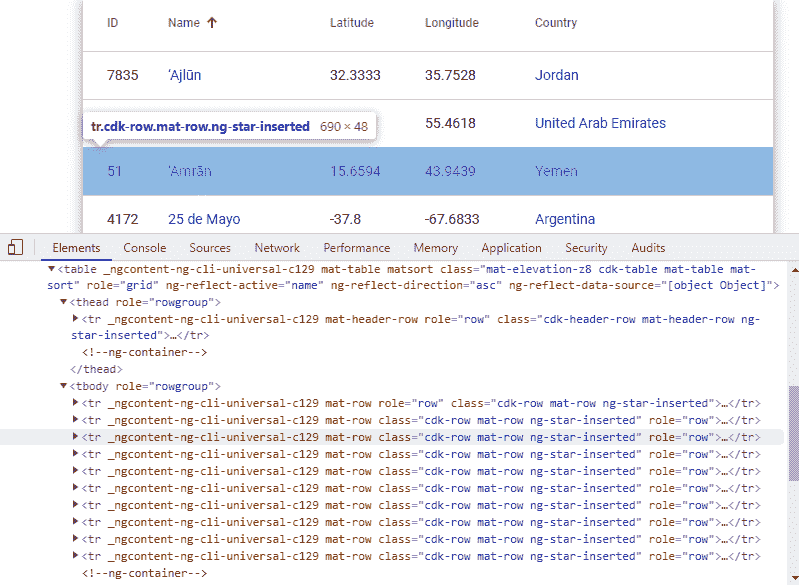 ID Name ↑ Latitude Longitude Country
7835 ‘Ajlūn 32.3333 35.7528 Jordan
tr.cdk-row.mat-row.ng-star-inserted 690 × 48 55.4618 United Arab Emirates
51 ‘Amrān 15.6594 43.9439 Yemen
4172 25 de Mayo -37.8 -67.6833 Argentina
Elements Console Sources Network Performance Memory Application Security Audits
▼<table _ngcontent-ng-cli-universal-c129 mat-table matsort class="mat-elevation-z8 cdk-table mat-table mat-
sort" role="grid" ng-reflect-active="name" ng-reflect-direction="asc" ng-reflect-data-source="[object Object]">
▼<thead role="rowgroup">
▶<tr _ngcontent-ng-cli-universal-c129 mat-header-row role="row" class="cdk-header-row mat-header-row ng-
star-inserted">…</tr>
<!--ng-container-->
</thead>
▼<tbody role="rowgroup">
▶<tr _ngcontent-ng-cli-universal-c129 mat-row role="row" class="cdk-row mat-row ng-star-inserted">…</tr>
▶<tr _ngcontent-ng-cli-universal-c129 mat-row class="cdk-row mat-row ng-star-inserted" role="row">…</tr>
▶<tr _ngcontent-ng-cli-universal-c129 mat-row class="cdk-row mat-row ng-star-inserted" role="row">…</tr>
▶<tr _ngcontent-ng-cli-universal-c129 mat-row class="cdk-row mat-row ng-star-inserted" role="row">…</tr>
▶<tr _ngcontent-ng-cli-universal-c129 mat-row class="cdk-row mat-row ng-star-inserted" role="row">…</tr>
▶<tr _ngcontent-ng-cli-universal-c129 mat-row class="cdk-row mat-row ng-star-inserted" role="row">…</tr>
▶<tr _ngcontent-ng-cli-universal-c129 mat-row class="cdk-row mat-row ng-star-inserted" role="row">…</tr>
▶<tr _ngcontent-ng-cli-universal-c129 mat-row class="cdk-row mat-row ng-star-inserted" role="row">…</tr>
▶<tr _ngcontent-ng-cli-universal-c129 mat-row class="cdk-row mat-row ng-star-inserted" role="row">…</tr>
▶<tr _ngcontent-ng-cli-universal-c129 mat-row class="cdk-row mat-row ng-star-inserted" role="row">…</tr>
<!--ng-container-->